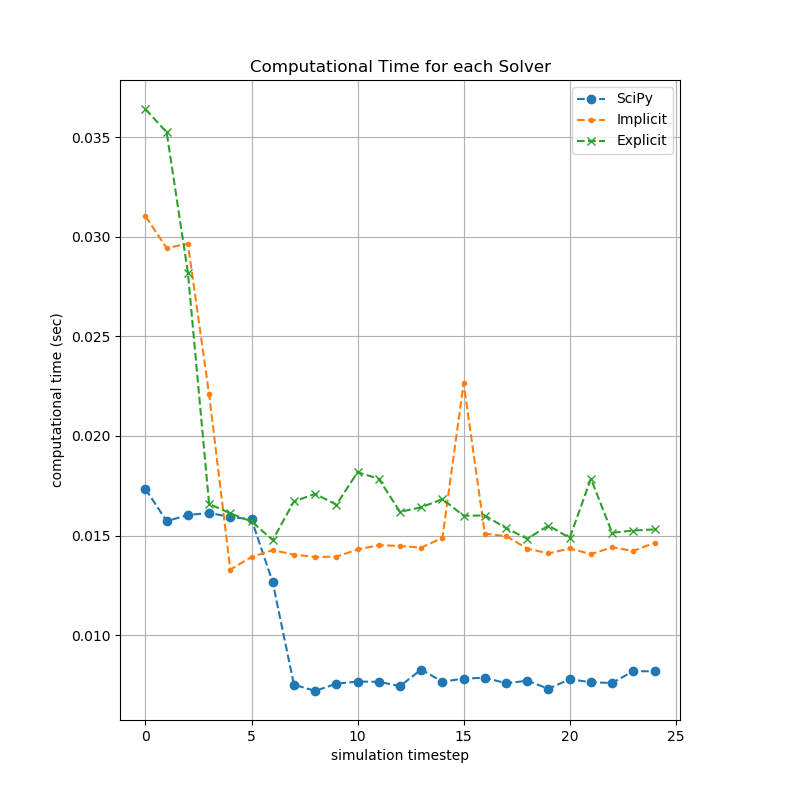 Computational Time for each Solver
SciPy
Implicit
Explicit
0.035
0.030
0.025
0.020
0.015
0.010
computational time (sec)
0 5 10 15 20 25
simulation timestep